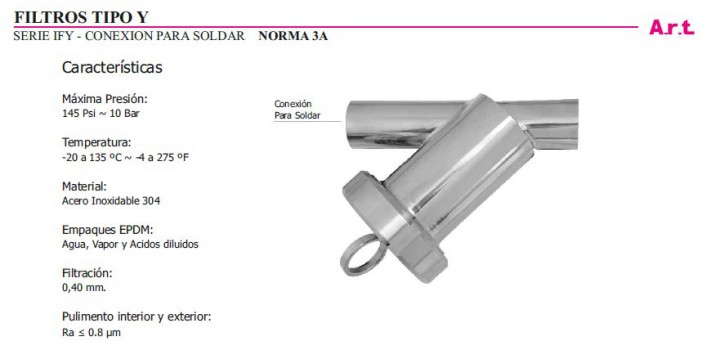 FILTROS TIPO Y
SERIE IFY - CONEXION PARA SOLDAR NORMA 3A
A.r.t.
Características
Máxima Presión:
145 Psi ~ 10 Bar
Conexión
Para Soldar
Temperatura:
-20 a 135 ºC ~ -4 a 275 ºF
Material:
Acero Inoxidable 304
Empaques EPDM:
Agua, Vapor y Acidos diluidos
Filtración:
0,40 mm.
Pulimento interior y exterior:
Ra ≤ 0.8 µm